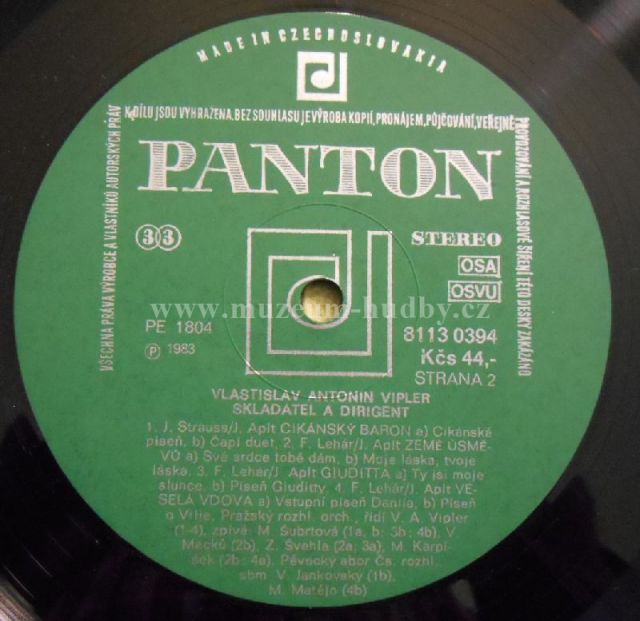 MADE IN CZECHOSLOVAKIA
VŠECHNA PRÁVA VÝROBCE A VLASTNÍKŮ AUTORSKÝCH PRÁV
K DÍLU JSOU VYHRAŽENA. BEZ SOUHLASU JE VÝROBA KOPIÍ, PRONÁJEM, PŮJČOVÁNÍ, VEŘEJNÉ
PROVOZOVÁNÍ A ROZHLASOVÉ ŠÍŘENÍ TÉTO DESKY ZAKÁZÁNO
PANTON
33
STEREO
OSA
OSVU
www.muzeum-hudby.cz
PE 1804
8113 0394
Ⓟ 1983
Kčs 44,-
STRANA 2
VLASTISLAV ANTONIN VIPLER
SKLADATEL A DIRIGENT
1. J. Strauss/J. Aplt CIKÁNSKÝ BARON a) Cikánské
píseň, b) Čapí duet, 2. F. Lehár/J. Aplt ZEMĚ ÚSMĚ-
VŮ a) Své srdce tobě dám, b) Moje láska, tvoje
láska. 3. F. Lehár/J Aplt GIUDITTA a) Ty jsi moje
slunce, b) Píseň Giuditty 4. F. Lehár/J. Aplt VE-
SELÁ VDOVA a) Vstupní píseň Danila, b) Píseň
o Vilje. Pražský rozhl. orch., řídí V. A. Vipler
(1-4), zpívá: M. Šubrtová (1a, b; 3b; 4b), V.
Macků (2b), Z. Švehla (2a; 3a), M. Karpí-
šek (2b; 4a). Pěvecký sbor Čs. rozhl.
sbm. V. Jankovský (1b),
M. Matějo (4b)